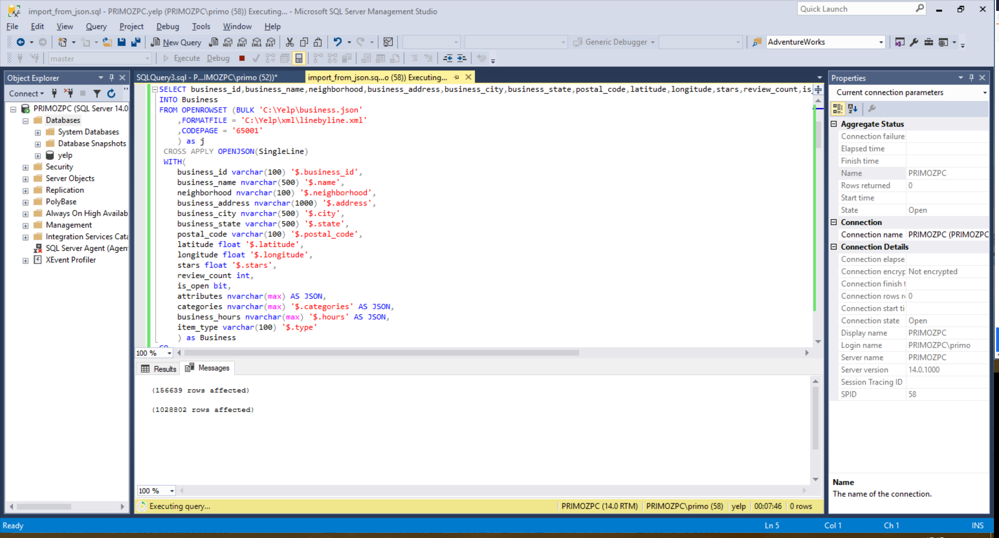 import_from_json.sql - PRIMOZPC.yelp (PRIMOZPC\primo (58)) Executing... - Microsoft SQL Server Management Studio
Quick Launch
File Edit View Query Project Debug Tools Window Help
New Query MDX DMX XMLA DAX Generic Debugger AdventureWorks
master Execute Debug
Object Explorer
Connect
PRIMOZPC (SQL Server 14.0
Databases
System Databases
Database Snapshots
yelp
Security
Server Objects
Replication
PolyBase
Always On High Availab
Management
Integration Services Cata
SQL Server Agent (Agen
XEvent Profiler
SQLQuery3.sql - P...IMOZPC\primo (52))*
import_from_json.sq...o (58)) Executing...
SELECT business_id,business_name,neighborhood,business_address,business_city,business_state,postal_code,latitude,longitude,stars,review_count,is_
INTO Business
FROM OPENROWSET (BULK 'C:\Yelp\business.json'
,FORMATFILE = 'C:\Yelp\xml\linebyline.xml'
,CODEPAGE = '65001'
) as j
CROSS APPLY OPENJSON(SingleLine)
WITH(
business_id varchar(100) '$.business_id',
business_name nvarchar(500) '$.name',
neighborhood nvarchar(100) '$.neighborhood',
business_address nvarchar(1000) '$.address',
business_city nvarchar(500) '$.city',
business_state varchar(500) '$.state',
postal_code varchar(100) '$.postal_code',
latitude float '$.latitude',
longitude float '$.longitude',
stars float '$.stars',
review_count int,
is_open bit,
attributes nvarchar(max) AS JSON,
categories nvarchar(max) '$.categories' AS JSON,
business_hours nvarchar(max) '$.hours' AS JSON,
item_type varchar(100) '$.type'
) as Business
GO
100 %
Results Messages
(156639 rows affected)
(1028802 rows affected)
100 %
Executing query... PRIMOZPC (14.0 RTM) PRIMOZPC\primo (58) yelp 00:07:46 0 rows
Properties
Current connection parameters
Aggregate Status
Connection failure
Elapsed time
Finish time
Name PRIMOZPC
Rows returned 0
Start time
State Open
Connection
Connection name PRIMOZPC (PRIMOZPC
Connection Details
Connection elapse
Connection encryp Not encrypted
Connection finish t
Connection rows r 0
Connection start ti
Connection state Open
Display name PRIMOZPC
Login name PRIMOZPC\primo
Server name PRIMOZPC
Server version 14.0.1000
Session Tracing ID
SPID 58
Name
The name of the connection.
Ready Ln 5 Col 1 Ch 1 INS